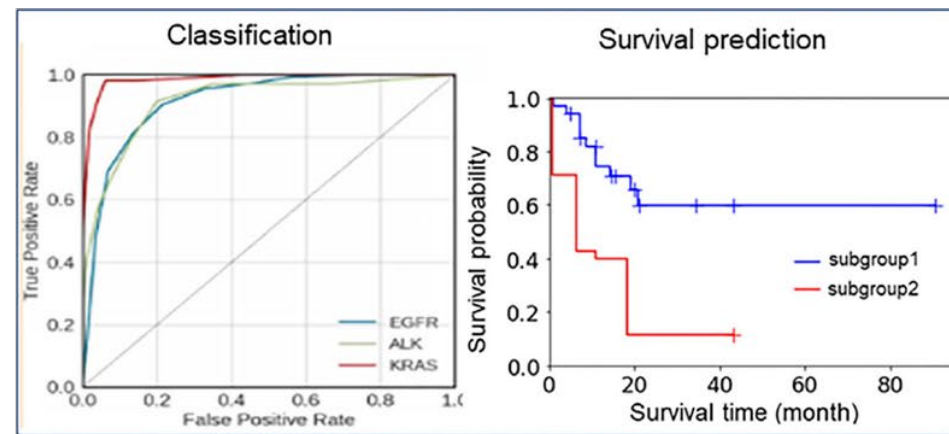 Classification
1.0
0.8
0.6
0.4
0.2
0.0
True Positive Rate
0.0 0.2 0.4 0.6 0.8 1.(
False Positive Rate
EGFR
ALK
KRAS
Survival prediction
1.0
0.8
0.6
0.4
0.2
0.0
Survival probability
0 20 40 60 80
Survival time (month)
subgroup1
subgroup2